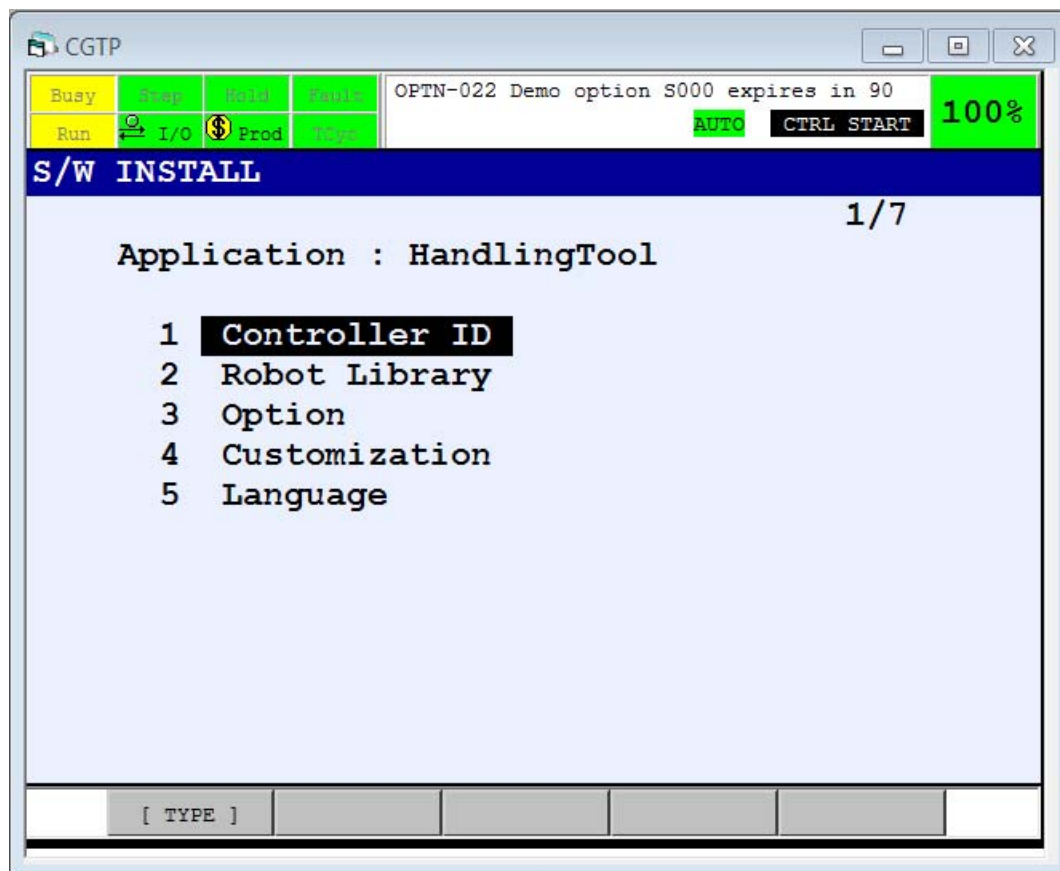 CGTP
Busy Step Hold Fault
Run I/O Prod TCyc
OPTN-022 Demo option S000 expires in 90
AUTO CTRL START
100%
S/W INSTALL
1/7
Application : HandlingTool
1 Controller ID
2 Robot Library
3 Option
4 Customization
5 Language
[ TYPE ]